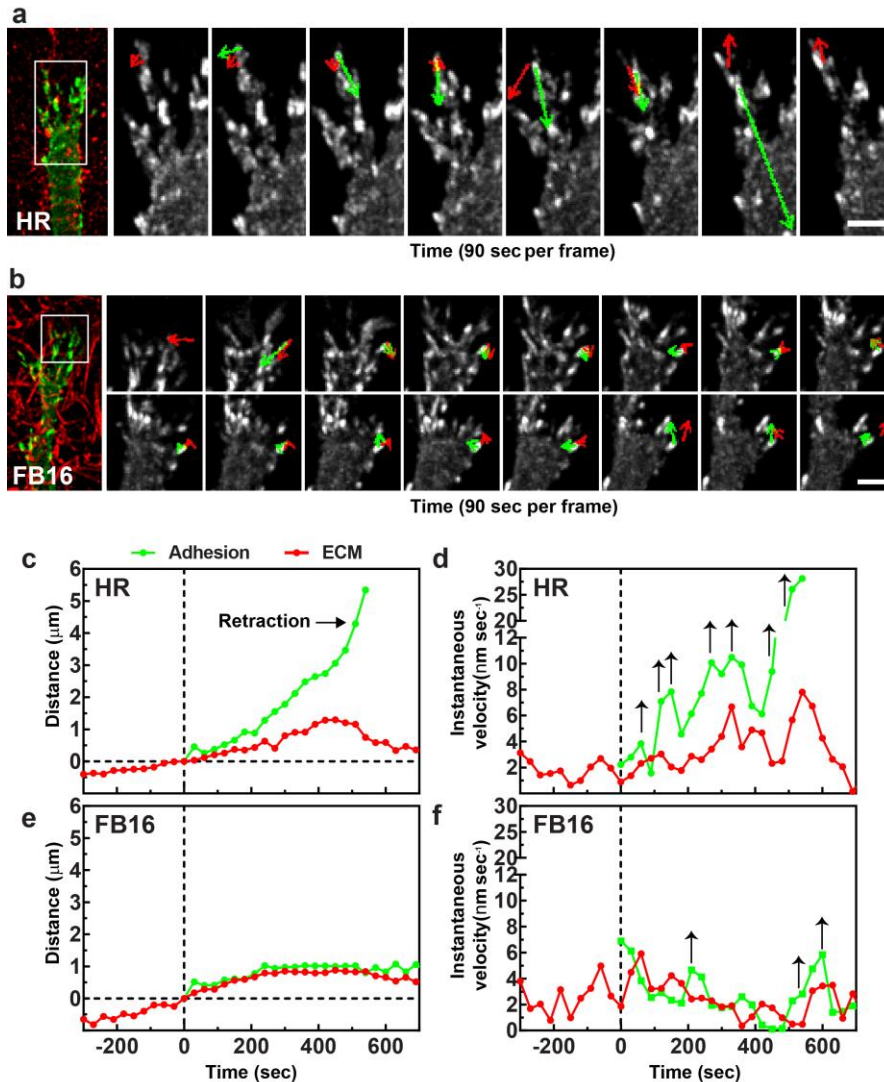 a
HR
Time (90 sec per frame)
b
FB16
Time (90 sec per frame)
c
Adhesion
ECM
d
HR
Retraction
Distance (μm)
6
5
4
3
2
1
0
HR
Instantaneous
velocity(nm sec⁻¹)
30
25
20
10
8
6
4
2
e
FB16
Distance (μm)
6
5
4
3
2
1
0
-200 0 200 400 600
Time (sec)
f
FB16
Instantaneous
velocity(nm sec⁻¹)
30
25
20
10
8
6
4
2
0
-200 0 200 400 600
Time (sec)